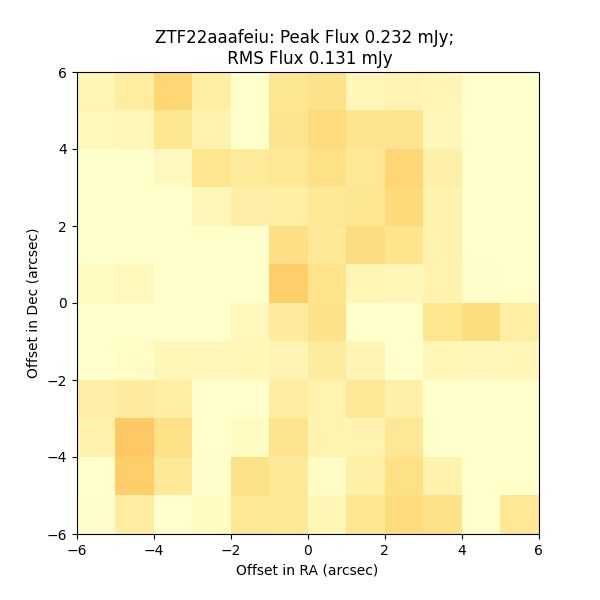 ZTF22aaafeiu: Peak Flux 0.232 mJy;
RMS Flux 0.131 mJy
6
4
2
0
−2
−4
−6
Offset in Dec (arcsec)
−6 −4 −2 0 2 4 6
Offset in RA (arcsec)